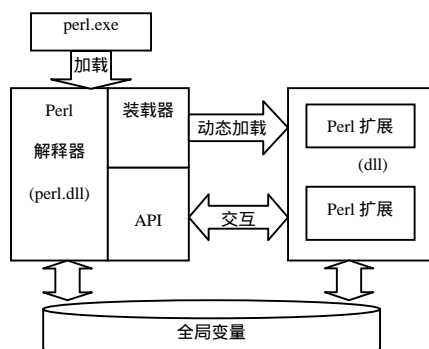 perl.exe
加载
Perl
解释器
(perl.dll)
装载器
API
动态加载
交互
Perl 扩展
(dll)
Perl 扩展
全局变量